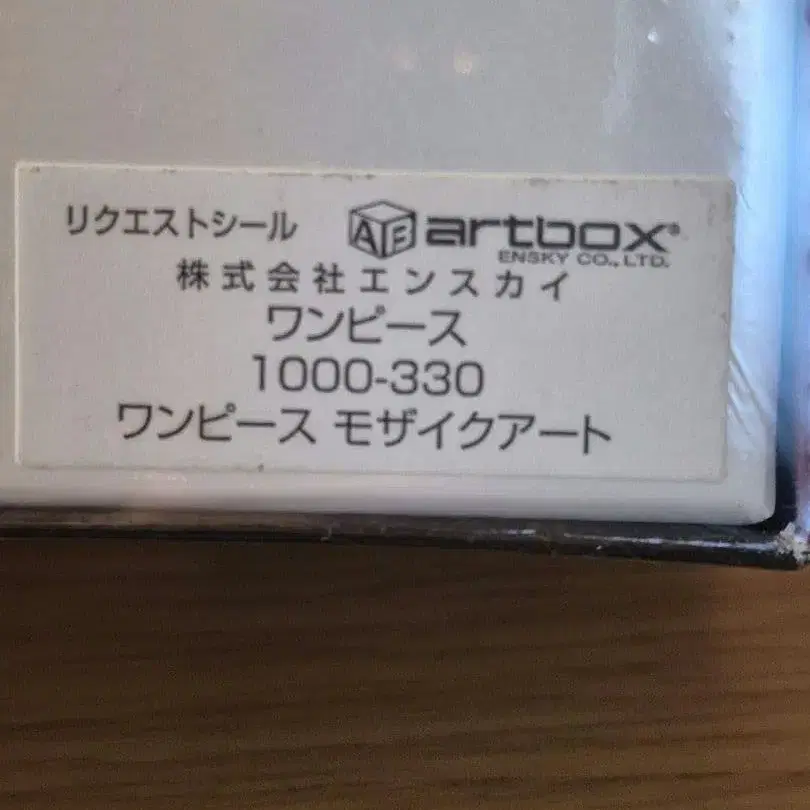 リクエストシール AE artbox®
ENSKY CO., LTD.
株式会社エンスカイ
ワンピース
1000-330
ワンピース モザイクアート